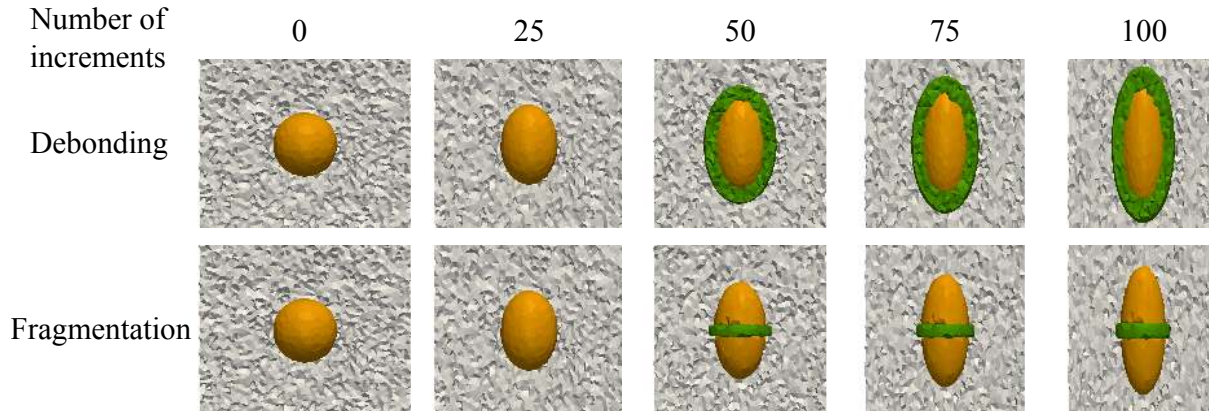 Number of
increments
0 25 50 75 100
Debonding
Fragmentation